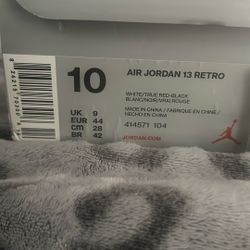 10
AIR JORDAN 13 RETRO
WHITE/TRUE RED-BLACK
BLANC/NOIR/VRAI ROUGE
UK 9
EUR 44
cm 28
BR 42
MADE IN CHINA / FABRIQUE EN CHINE /
HECHO EN CHINA
414571 104
JORDAN.COM